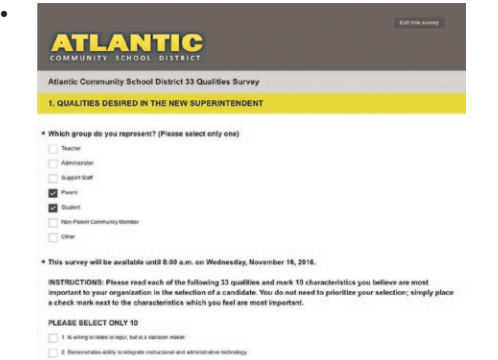 Exit this survey
ATLANTIC
COMMUNITY SCHOOL DISTRICT
Atlantic Community School District 33 Qualities Survey
1. QUALITIES DESIRED IN THE NEW SUPERINTENDENT
* Which group do you represent? (Please select only one)
Teacher
Administrator
Support Staff
Parent
Student
Non-Parent Community Member
Other
* This survey will be available until 8:00 a.m. on Wednesday, November 16, 2016.
INSTRUCTIONS: Please read each of the following 33 qualities and mark 10 characteristics you believe are most
important to your organization in the selection of a candidate. You do not need to prioritize your selection; simply place
a check mark next to the characteristics which you feel are most important.
PLEASE SELECT ONLY 10
1 Is willing to listen to input, but is a decision maker.
2 Demonstrates ability to integrate instructional and administrative technology.